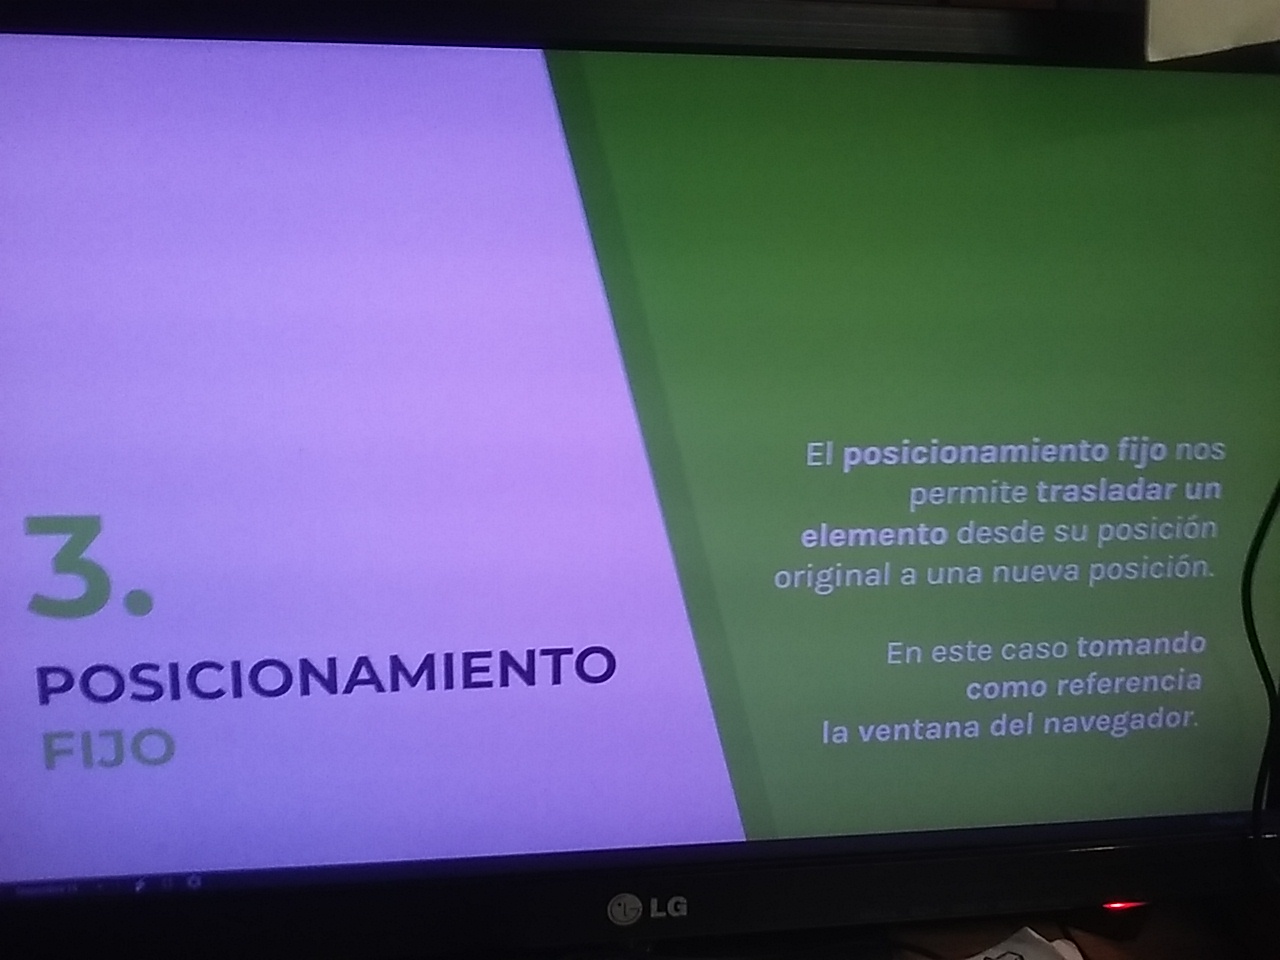 3.
POSICIONAMIENTO
FIJO
El posicionamiento fijo nos
permite trasladar un
elemento desde su posición
original a una nueva posición.
En este caso tomando
como referencia
la ventana del navegador.
LG